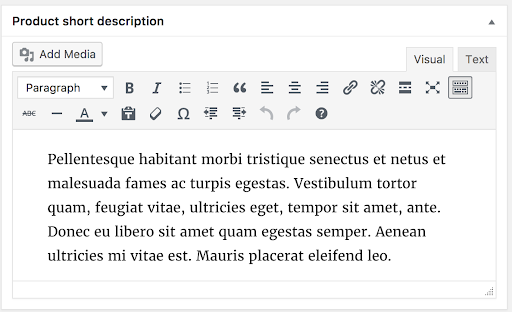 Product short description
Add Media
Visual Text
Paragraph
ABC
Pellentesque habitant morbi tristique senectus et netus et
malesuada fames ac turpis egestas. Vestibulum tortor
quam, feugiat vitae, ultricies eget, tempor sit amet, ante.
Donec eu libero sit amet quam egestas semper. Aenean
ultricies mi vitae est. Mauris placerat eleifend leo.